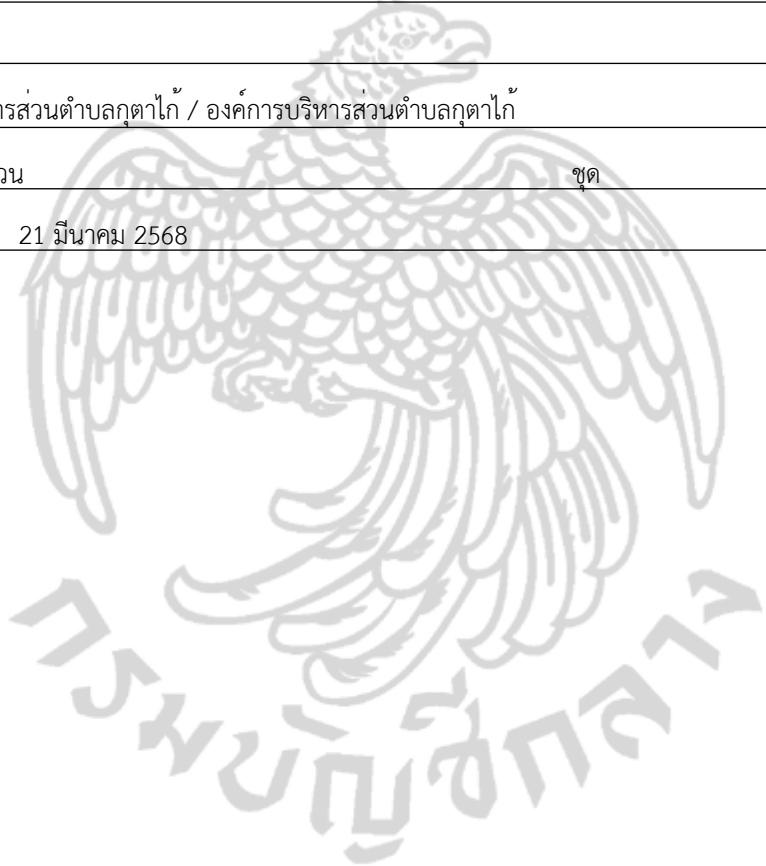 ารส่วนตำบลกุตาไก้ / องค์การบริหารส่วนตำบลกุตาไก้
วน ชุด
21 มีนาคม 2568
กรมบัญชีกลาง